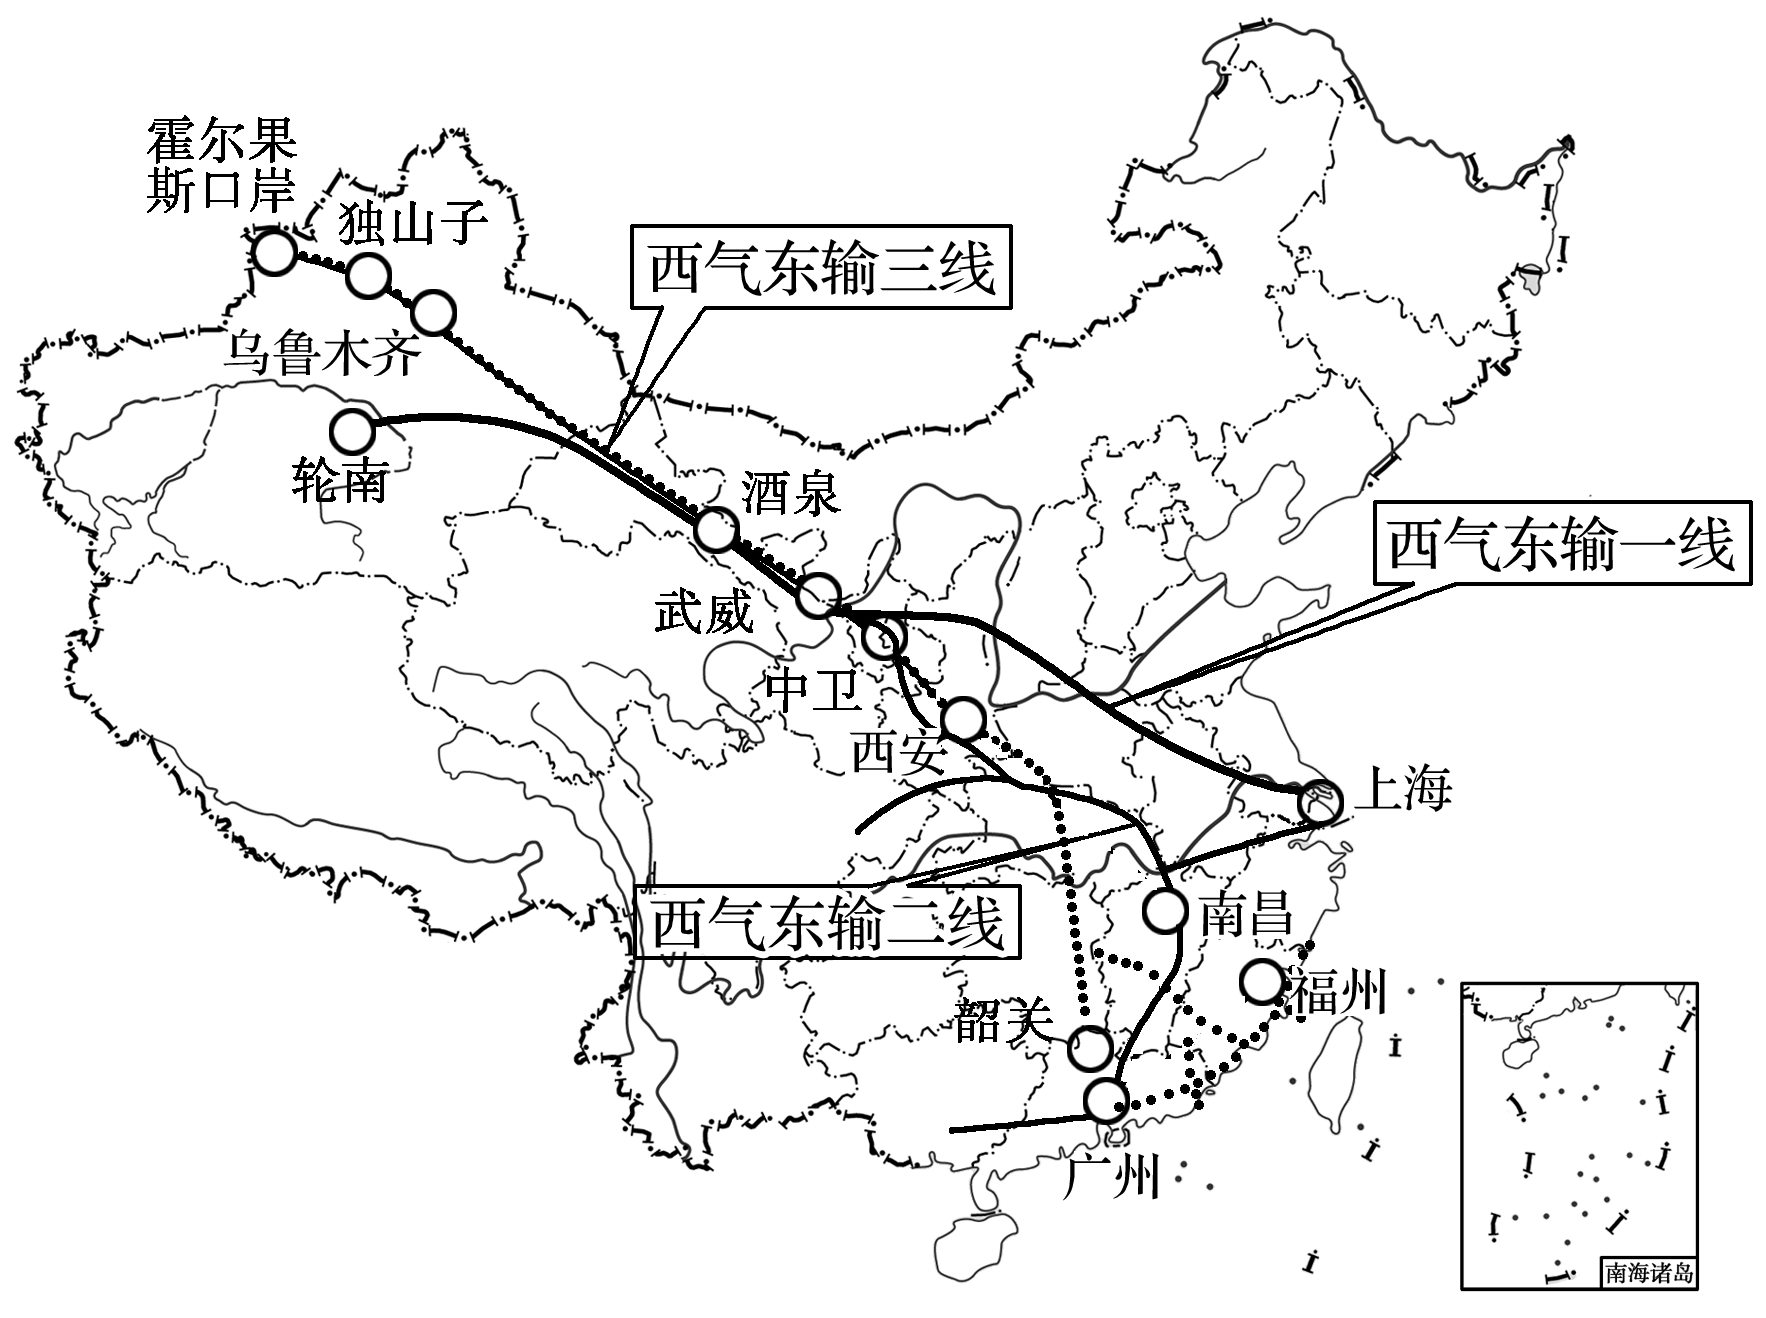 霍尔果
斯口岸
独山子
西气东输三线
乌鲁木齐
轮南
酒泉
西气东输一线
武威
中卫
西安
上海
西气东输二线
南昌
福州
韶关
广州
南海诸岛